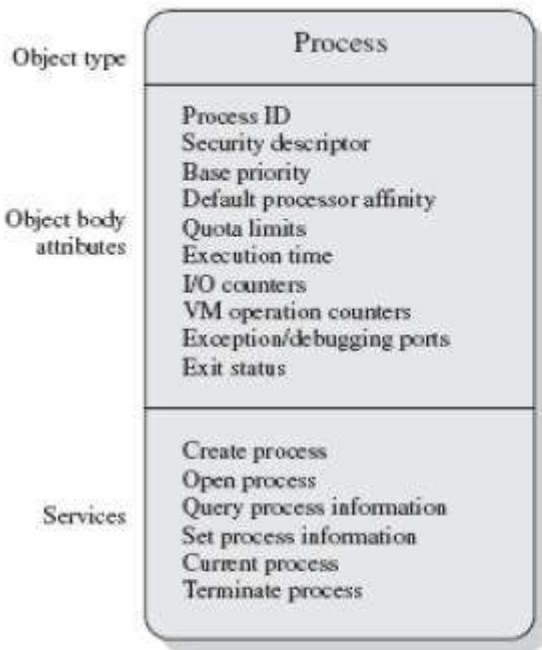 Object type
Process
Object body
attributes
Process ID
Security descriptor
Base priority
Default processor affinity
Quota limits
Execution time
I/O counters
VM operation counters
Exception/debugging ports
Exit status
Services
Create process
Open process
Query process information
Set process information
Current process
Terminate process